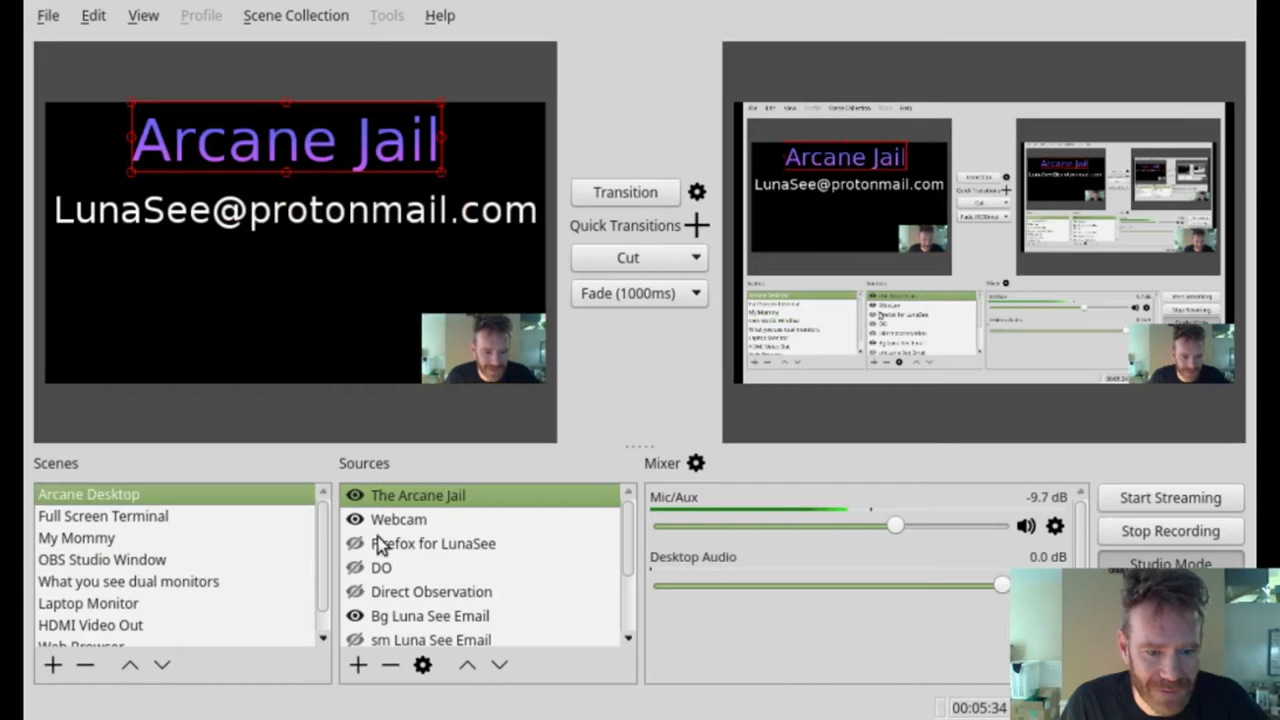 File Edit View Profile Scene Collection Tools Help
Arcane Jail
LunaSee@protonmail.com
Transition
Quick Transitions
Cut
Fade (1000ms)
Arcane Jail
LunaSee@protonmail.com
Scenes
Arcane Desktop
Full Screen Terminal
My Mommy
OBS Studio Window
What you see dual monitors
Laptop Monitor
HDMI Video Out
Web Browser
Sources
The Arcane Jail
Webcam
Firefox for LunaSee
DO
Direct Observation
Bg Luna See Email
sm Luna See Email
Mixer
Mic/Aux -9.7 dB
Desktop Audio 0.0 dB
Start Streaming
Stop Recording
Studio Mode
00:05:34